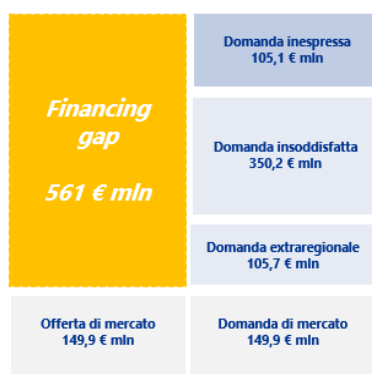 Financing
gap
561 € mln
Domanda inespressa
105,1 € mln
Domanda insoddisfatta
350,2 € mln
Domanda extraregionale
105,7 € mln
Offerta di mercato
149,9 € mln
Domanda di mercato
149,9 € mln